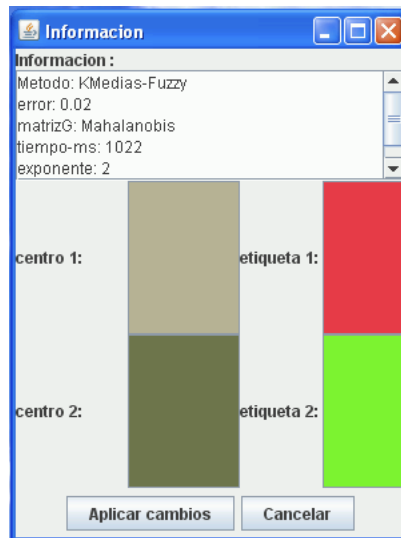 Informacion
Informacion :
Metodo: KMedias-Fuzzy
error: 0.02
matrizG: Mahalanobis
tiempo-ms: 1022
exponente: 2
centro 1:
etiqueta 1:
centro 2:
etiqueta 2:
Aplicar cambios
Cancelar